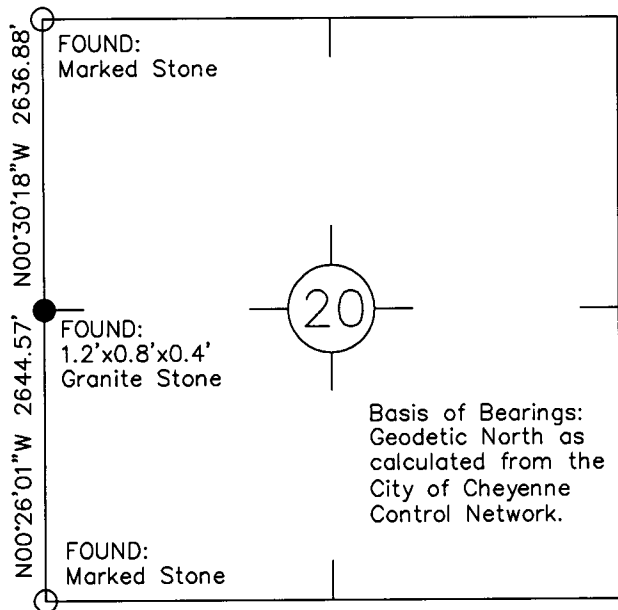 FOUND:
Marked Stone
N00°30'18"W 2636.88'
20
FOUND:
1.2'x0.8'x0.4'
Granite Stone
N00°26'01"W 2644.57'
Basis of Bearings:
Geodetic North as
calculated from the
City of Cheyenne
Control Network.
FOUND:
Marked Stone